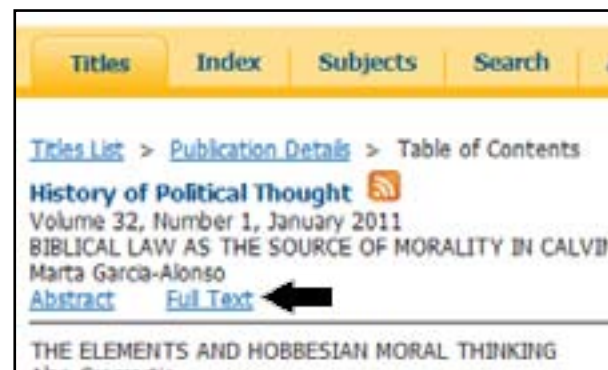 Titles Index Subjects Search
Titles List > Publication Details > Table of Contents
History of Political Thought
Volume 32, Number 1, January 2011
BIBLICAL LAW AS THE SOURCE OF MORALITY IN CALVIN
Marta García-Alonso
Abstract Full Text
THE ELEMENTS AND HOBBESIAN MORAL THINKING